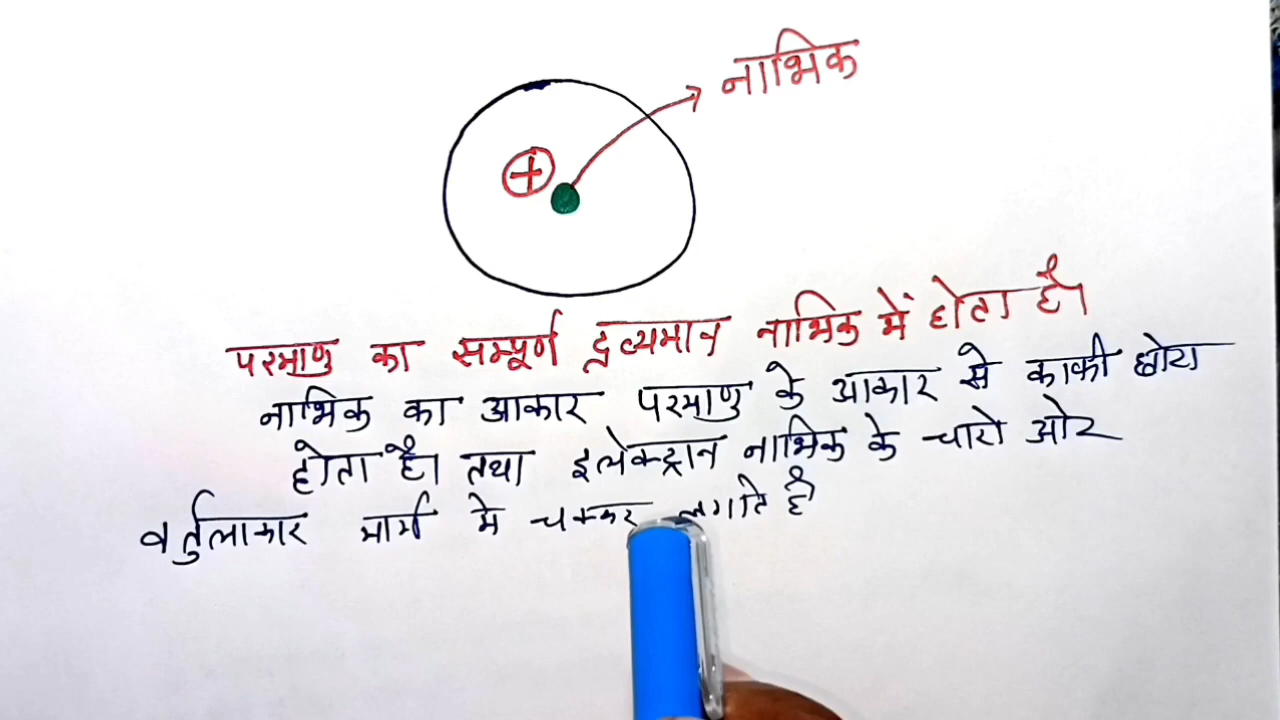 नाभिक
+
परमाणु का सम्पूर्ण द्रव्यमान नाभिक में होता है।
नाभिक का आकार परमाणु के आकार से काफी छोटा
होता है। तथा इलेक्ट्रान नाभिक के चारो ओर
वर्तुलाकार मार्ग मे चक्कर लगाते है